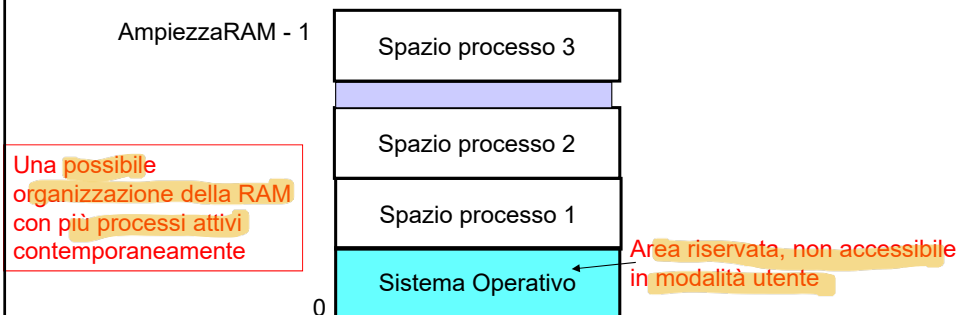 AmpiezzaRAM - 1
Spazio processo 3
Spazio processo 2
Una possibile
organizzazione della RAM
con più processi attivi
contemporaneamente
Spazio processo 1
Area riservata, non accessibile
in modalità utente
Sistema Operativo
0